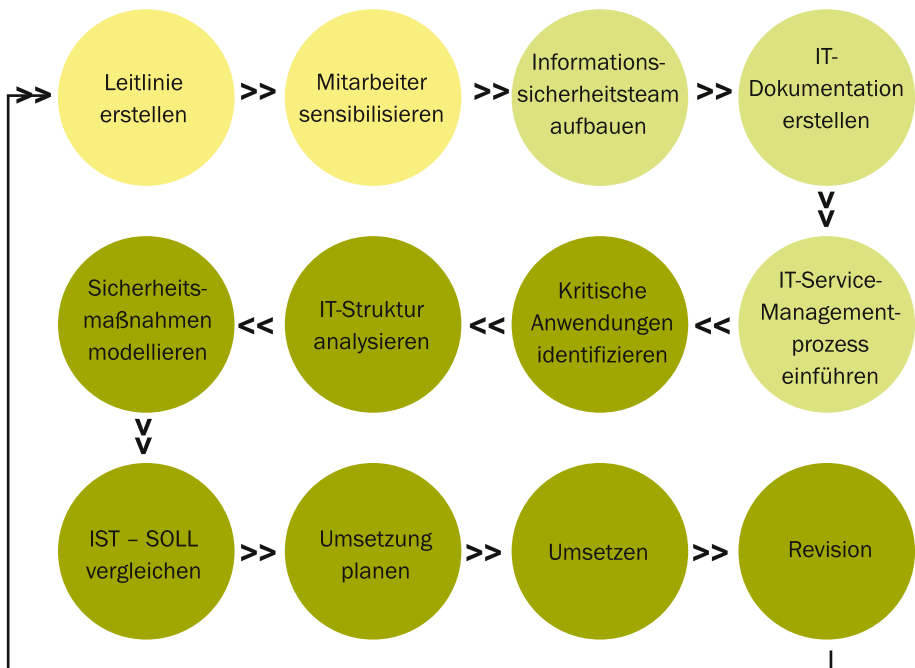 Leitlinie
erstellen
>>
Mitarbeiter
sensibilisieren
>>
Informations-
sicherheitsteam
aufbauen
>>
IT-
Dokumentation
erstellen
>>
IT-Service-
Management-
prozess
einführen
<<
Kritische
Anwendungen
identifizieren
<<
IT-Struktur
analysieren
<<
Sicherheits-
maßnahmen
modellieren
>>
IST – SOLL
vergleichen
>>
Umsetzung
planen
>>
Umsetzen
>>
Revision
>>